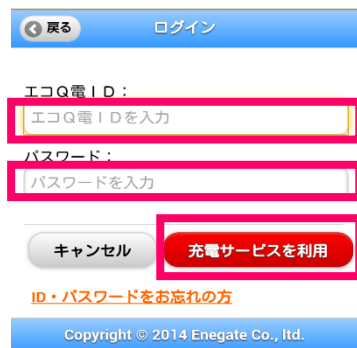 戻る
ログイン
エコQ電ID：
エコQ電IDを入力
パスワード：
パスワードを入力
キャンセル
充電サービスを利用
ID・パスワードをお忘れの方
Copyright © 2014 Enegate Co., ltd.